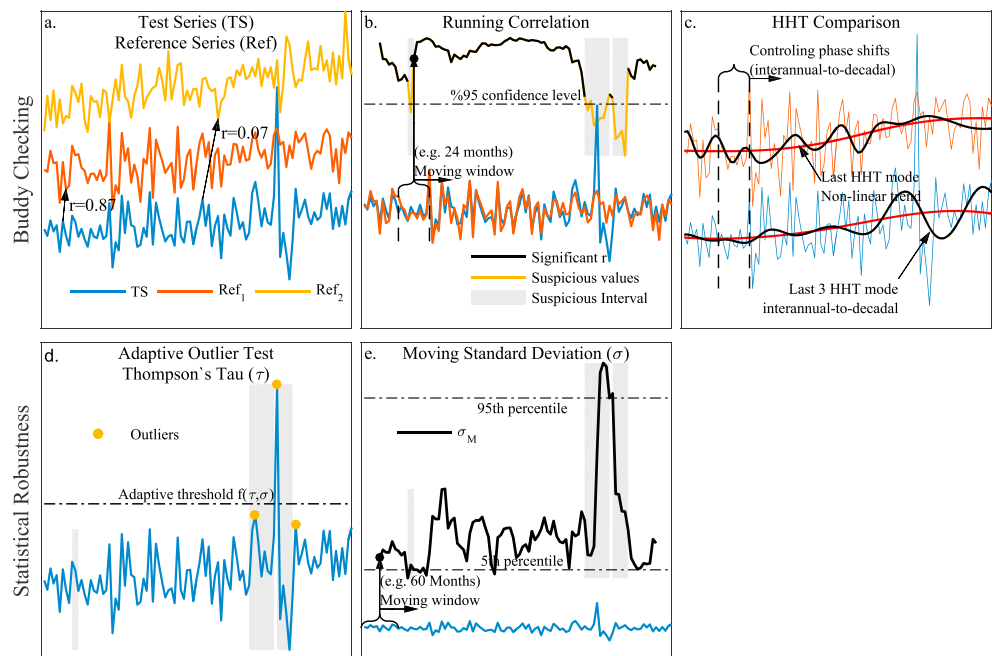 Buddy Checking
a.
Test Series (TS)
Reference Series (Ref)
r=0.07
r=0.87
TS
Ref1
Ref2
b.
Running Correlation
%95 confidence level
(e.g. 24 months)
Moving window
Significant r
Suspicious values
Suspicious Interval
c.
HHT Comparison
Controling phase shifts
(interannual-to-decadal)
Last HHT mode
Non-linear trend
Last 3 HHT mode
interannual-to-decadal
Statistical Robustness
d.
Adaptive Outlier Test
Thompson`s Tau (τ)
Outliers
Adaptive threshold f(τ,σ)
e.
Moving Standard Deviation (σ)
95th percentile
σM
5th percentile
(e.g. 60 Months)
Moving window